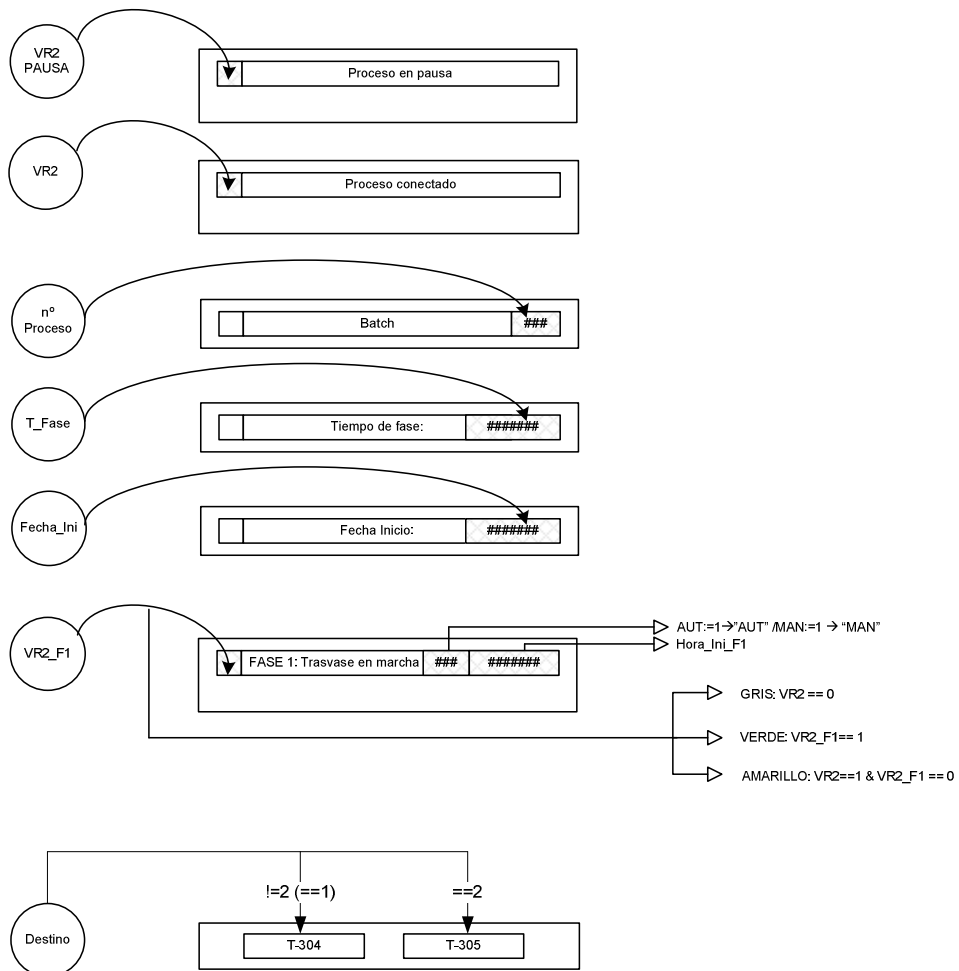 VR2
PAUSA
Proceso en pausa
VR2
Proceso conectado
nº
Proceso
Batch
###
T_Fase
Tiempo de fase:
#######
Fecha_Ini
Fecha Inicio:
#######
VR2_F1
FASE 1: Trasvase en marcha
###
#######
AUT:=1→"AUT" /MAN:=1 → "MAN"
Hora_Ini_F1
GRIS: VR2 == 0
VERDE: VR2_F1== 1
AMARILLO: VR2==1 & VR2_F1 == 0
!=2 (==1)
==2
Destino
T-304
T-305